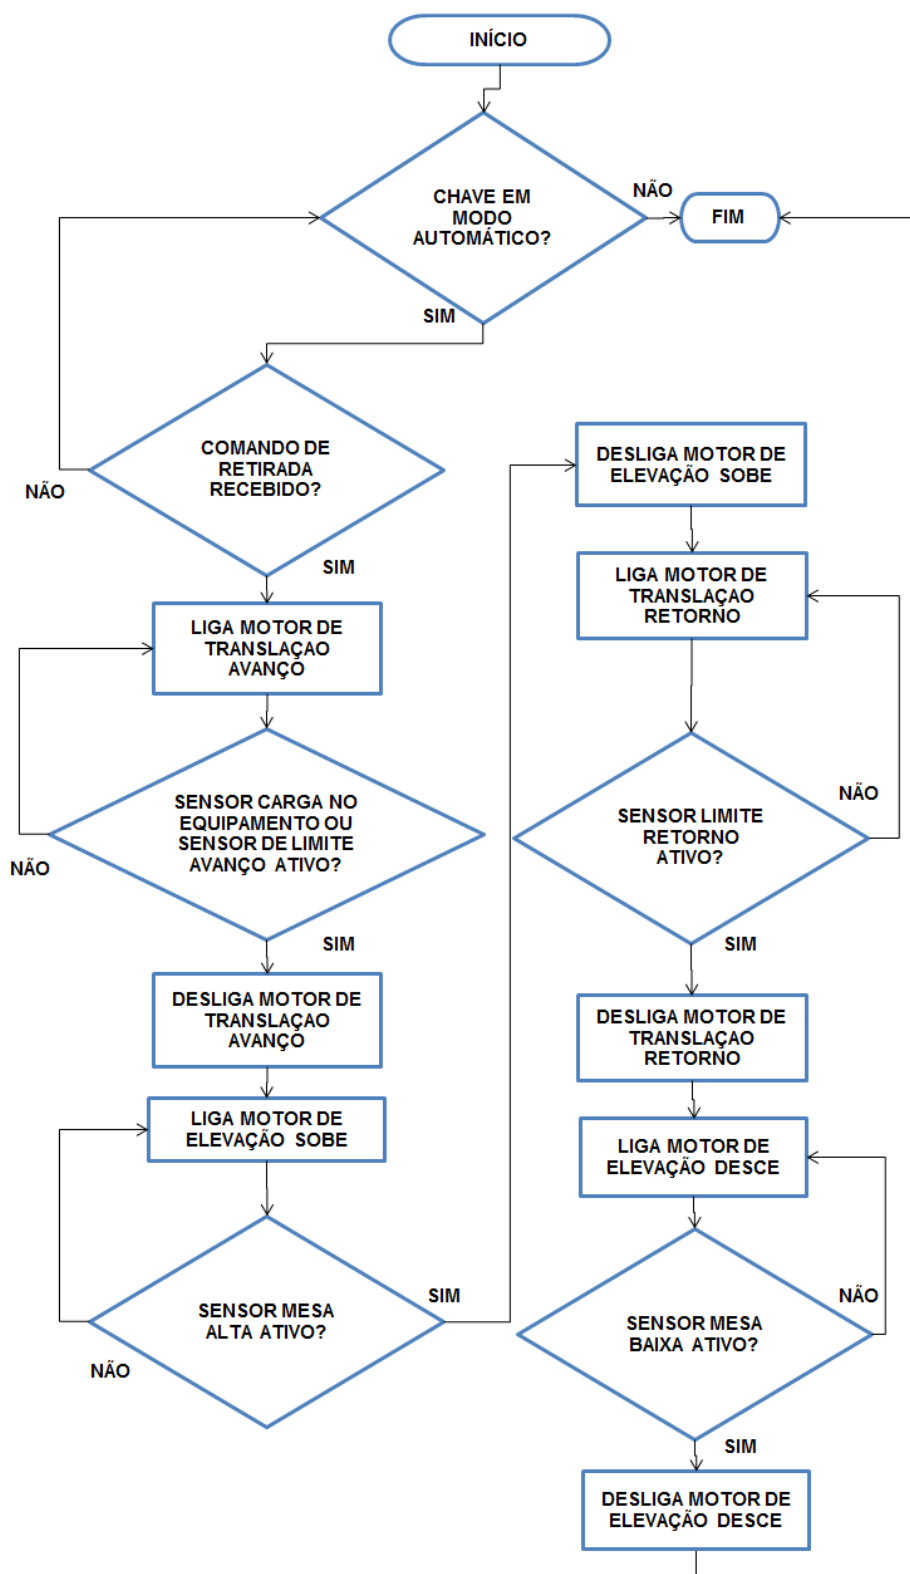 INÍCIO
CHAVE EM
MODO
AUTOMÁTICO?
NÃO
FIM
SIM
COMANDO DE
RETIRADA
RECEBIDO?
NÃO
SIM
LIGA MOTOR DE
TRANSLAÇAO
AVANÇO
SENSOR CARGA NO
EQUIPAMENTO OU
SENSOR DE LIMITE
AVANÇO ATIVO?
NÃO
SIM
DESLIGA MOTOR DE
TRANSLAÇAO
AVANÇO
LIGA MOTOR DE
ELEVAÇÃO SOBE
SENSOR MESA
ALTA ATIVO?
SIM
NÃO
DESLIGA MOTOR DE
ELEVAÇÃO SOBE
LIGA MOTOR DE
TRANSLAÇAO
RETORNO
SENSOR LIMITE
RETORNO
ATIVO?
NÃO
SIM
DESLIGA MOTOR DE
TRANSLAÇAO
RETORNO
LIGA MOTOR DE
ELEVAÇÃO DESCE
SENSOR MESA
BAIXA ATIVO?
NÃO
SIM
DESLIGA MOTOR DE
ELEVAÇÃO DESCE